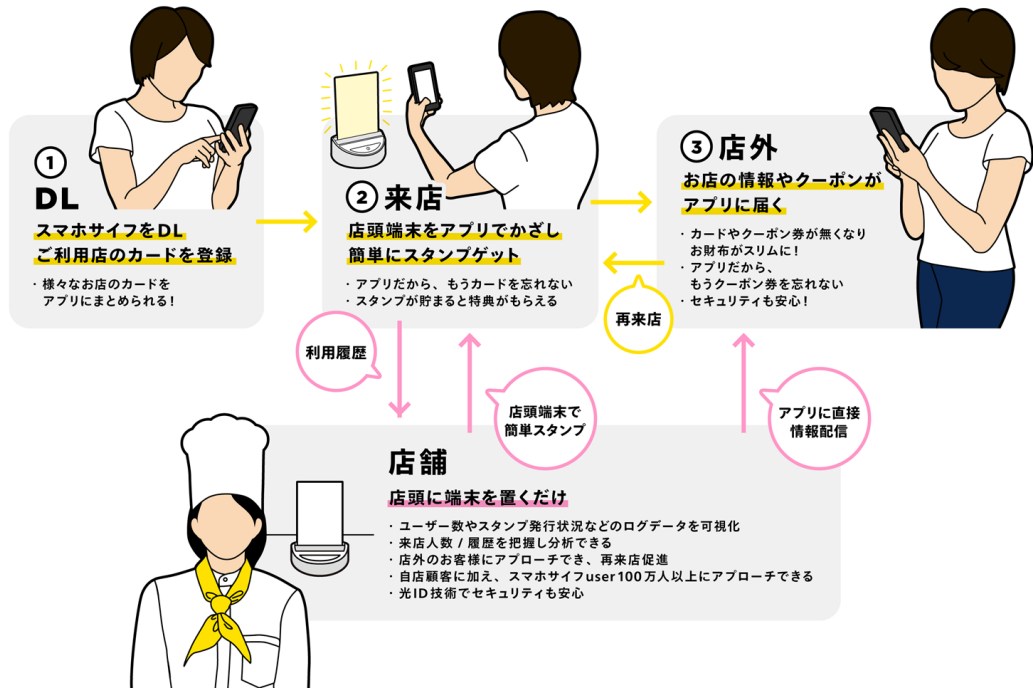 ①
DL
スマホサイフをDL
ご利用店のカードを登録
・様々なお店のカードを
アプリにまとめられる！
②来店
店頭端末をアプリでかざし
簡単にスタンプゲット
・アプリだから、もうカードを忘れない
・スタンプが貯まると特典がもらえる
③店外
お店の情報やクーポンが
アプリに届く
・カードやクーポン券が無くなり
お財布がスリムに！
・アプリだから、
もうクーポン券を忘れない
・セキュリティも安心！
再来店
利用履歴
店頭端末で
簡単スタンプ
アプリに直接
情報配信
店舗
店頭に端末を置くだけ
・ユーザー数やスタンプ発行状況などのログデータを可視化
・来店人数 / 履歴を把握し分析できる
・店外のお客様にアプローチでき、再来店促進
・自店顧客に加え、スマホサイフuser100万人以上にアプローチできる
・光ID技術でセキュリティも安心